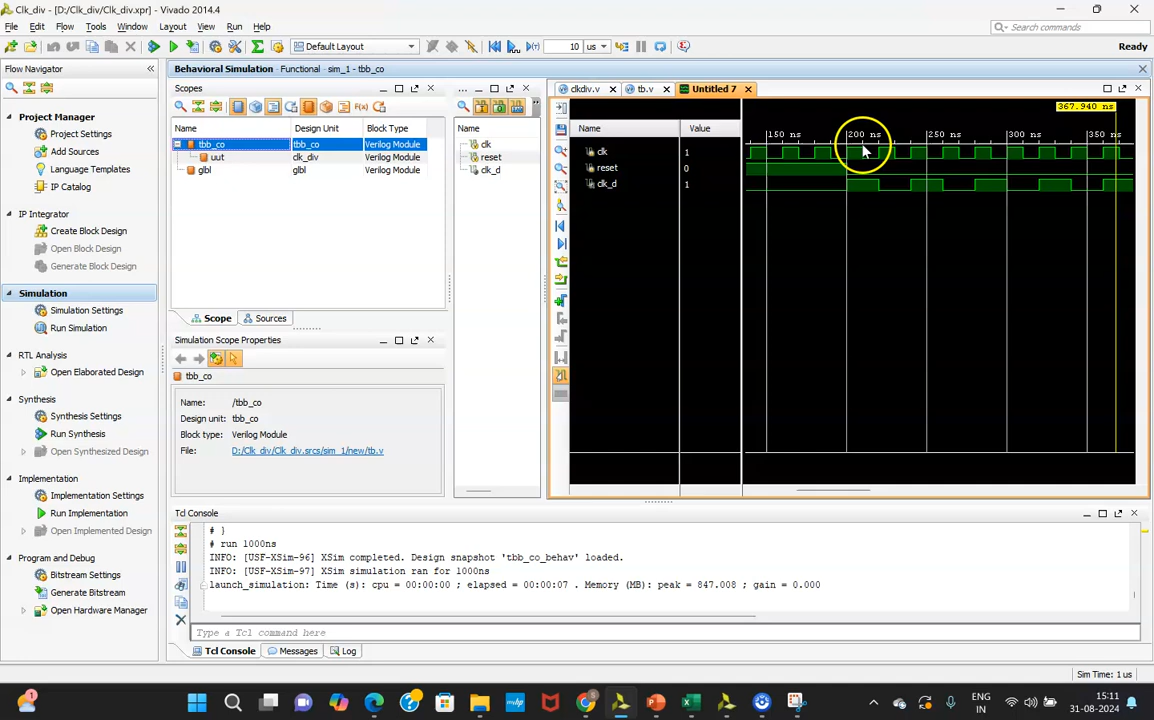 Clk_div - [D:/Clk_div/Clk_div.xpr] - Vivado 2014.4
File Edit Flow Tools Window Layout View Run Help
Search commands
Default Layout
10 us
Ready
Flow Navigator
Behavioral Simulation - Functional - sim_1 - tbb_co
Project Manager
Project Settings
Add Sources
Language Templates
IP Catalog
IP Integrator
Create Block Design
Open Block Design
Generate Block Design
Simulation
Simulation Settings
Run Simulation
RTL Analysis
Open Elaborated Design
Synthesis
Synthesis Settings
Run Synthesis
Open Synthesized Design
Implementation
Implementation Settings
Run Implementation
Open Implemented Design
Program and Debug
Bitstream Settings
Generate Bitstream
Open Hardware Manager
Scopes
Name Design Unit Block Type
tbb_co tbb_co Verilog Module
uut clk_div Verilog Module
glbl glbl Verilog Module
Scope Sources
Simulation Scope Properties
tbb_co
Name: /tbb_co
Design unit: tbb_co
Block type: Verilog Module
File: D:/Clk_div/Clk_div.srcs/sim_1/new/tb.v
...
Name
clk
reset
clk_d
clkdiv.v tb.v Untitled 7
367.940 ns
Name Value
150 ns 200 ns 250 ns 300 ns 350 ns
clk 1
reset 0
clk_d 1
Tcl Console
# }
# run 1000ns
INFO: [USF-XSim-96] XSim completed. Design snapshot 'tbb_co_behav' loaded.
INFO: [USF-XSim-97] XSim simulation ran for 1000ns
launch_simulation: Time (s): cpu = 00:00:00 ; elapsed = 00:00:07 . Memory (MB): peak = 847.008 ; gain = 0.000
Type a Tcl command here
Tcl Console Messages Log
Sim Time: 1 us
1
ENG
IN
15:11
31-08-2024